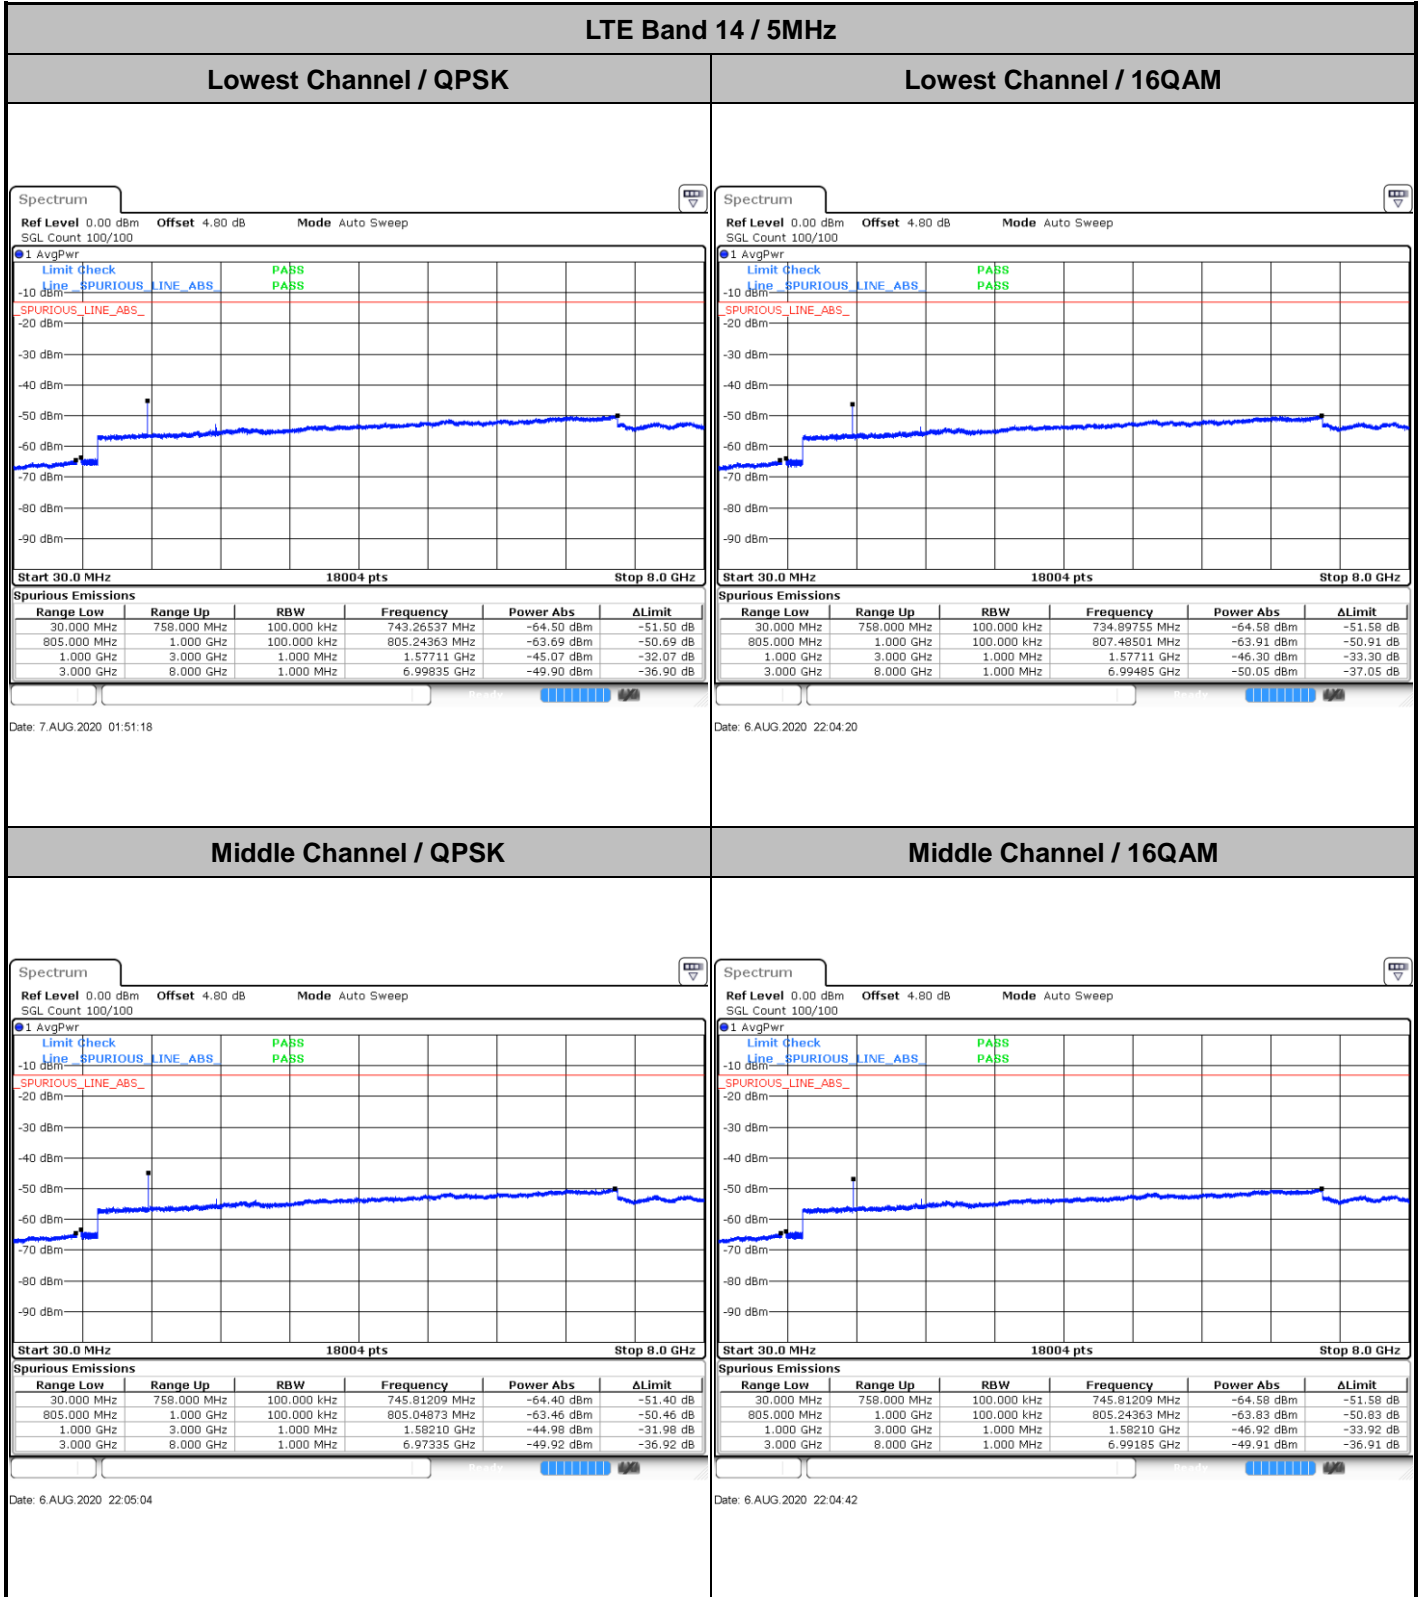 LTE Band 14 / 5MHz
Lowest Channel / QPSK
Lowest Channel / 16QAM
Spectrum
Ref Level 0.00 dBm Offset 4.80 dB Mode Auto Sweep
SGL Count 100/100
1 AvgPwr
Limit Check PASS
Line _SPURIOUS_LINE_ABS_ PASS
-10 dBm
_SPURIOUS_LINE_ABS_
-20 dBm
-30 dBm
-40 dBm
-50 dBm
-60 dBm
-70 dBm
-80 dBm
-90 dBm
Start 30.0 MHz 18004 pts Stop 8.0 GHz
Spurious Emissions
Range Low Range Up RBW Frequency Power Abs ΔLimit
30.000 MHz 758.000 MHz 100.000 kHz 743.26537 MHz -64.50 dBm -51.50 dB
805.000 MHz 1.000 GHz 100.000 kHz 805.24363 MHz -63.69 dBm -50.69 dB
1.000 GHz 3.000 GHz 1.000 MHz 1.57711 GHz -45.07 dBm -32.07 dB
3.000 GHz 8.000 GHz 1.000 MHz 6.99835 GHz -49.90 dBm -36.90 dB
Date: 7.AUG.2020 01:51:18
Spectrum
Ref Level 0.00 dBm Offset 4.80 dB Mode Auto Sweep
SGL Count 100/100
1 AvgPwr
Limit Check PASS
Line _SPURIOUS_LINE_ABS_ PASS
-10 dBm
_SPURIOUS_LINE_ABS_
-20 dBm
-30 dBm
-40 dBm
-50 dBm
-60 dBm
-70 dBm
-80 dBm
-90 dBm
Start 30.0 MHz 18004 pts Stop 8.0 GHz
Spurious Emissions
Range Low Range Up RBW Frequency Power Abs ΔLimit
30.000 MHz 758.000 MHz 100.000 kHz 734.89755 MHz -64.58 dBm -51.58 dB
805.000 MHz 1.000 GHz 100.000 kHz 807.48501 MHz -63.91 dBm -50.91 dB
1.000 GHz 3.000 GHz 1.000 MHz 1.57711 GHz -46.30 dBm -33.30 dB
3.000 GHz 8.000 GHz 1.000 MHz 6.99485 GHz -50.05 dBm -37.05 dB
Date: 6.AUG.2020 22:04:20
Middle Channel / QPSK
Middle Channel / 16QAM
Spectrum
Ref Level 0.00 dBm Offset 4.80 dB Mode Auto Sweep
SGL Count 100/100
1 AvgPwr
Limit Check PASS
Line _SPURIOUS_LINE_ABS_ PASS
-10 dBm
_SPURIOUS_LINE_ABS_
-20 dBm
-30 dBm
-40 dBm
-50 dBm
-60 dBm
-70 dBm
-80 dBm
-90 dBm
Start 30.0 MHz 18004 pts Stop 8.0 GHz
Spurious Emissions
Range Low Range Up RBW Frequency Power Abs ΔLimit
30.000 MHz 758.000 MHz 100.000 kHz 745.81209 MHz -64.40 dBm -51.40 dB
805.000 MHz 1.000 GHz 100.000 kHz 805.04873 MHz -63.46 dBm -50.46 dB
1.000 GHz 3.000 GHz 1.000 MHz 1.58210 GHz -44.98 dBm -31.98 dB
3.000 GHz 8.000 GHz 1.000 MHz 6.97335 GHz -49.92 dBm -36.92 dB
Date: 6.AUG.2020 22:05:04
Spectrum
Ref Level 0.00 dBm Offset 4.80 dB Mode Auto Sweep
SGL Count 100/100
1 AvgPwr
Limit Check PASS
Line _SPURIOUS_LINE_ABS_ PASS
-10 dBm
_SPURIOUS_LINE_ABS_
-20 dBm
-30 dBm
-40 dBm
-50 dBm
-60 dBm
-70 dBm
-80 dBm
-90 dBm
Start 30.0 MHz 18004 pts Stop 8.0 GHz
Spurious Emissions
Range Low Range Up RBW Frequency Power Abs ΔLimit
30.000 MHz 758.000 MHz 100.000 kHz 745.81209 MHz -64.58 dBm -51.58 dB
805.000 MHz 1.000 GHz 100.000 kHz 805.24363 MHz -63.83 dBm -50.83 dB
1.000 GHz 3.000 GHz 1.000 MHz 1.58210 GHz -46.92 dBm -33.92 dB
3.000 GHz 8.000 GHz 1.000 MHz 6.99185 GHz -49.91 dBm -36.91 dB
Date: 6.AUG.2020 22:04:42